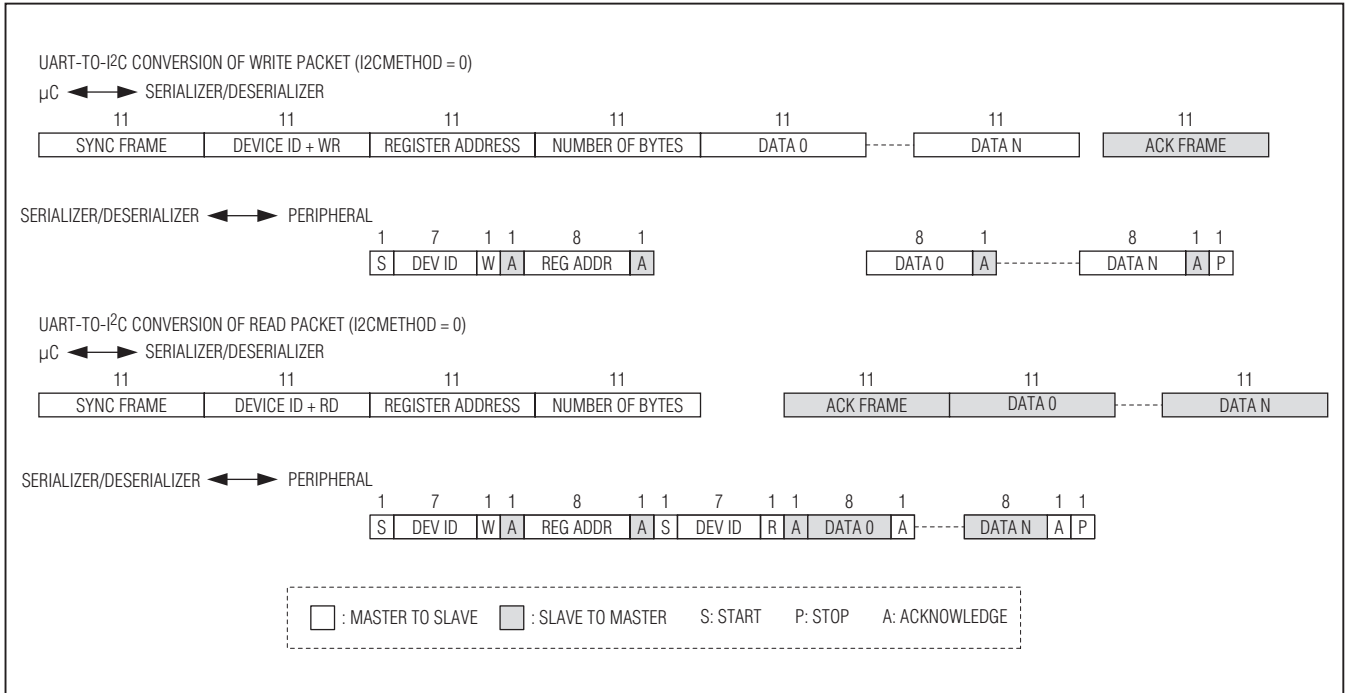 UART-TO-I2C CONVERSION OF WRITE PACKET (I2CMETHOD = 0)
µC SERIALIZER/DESERIALIZER
11 11 11 11 11 11 11
SYNC FRAME DEVICE ID + WR REGISTER ADDRESS NUMBER OF BYTES DATA 0 DATA N ACK FRAME
SERIALIZER/DESERIALIZER PERIPHERAL
1 7 1 1 8 1 8 1 8 1 1
S DEV ID W A REG ADDR A DATA 0 A DATA N A P
UART-TO-I2C CONVERSION OF READ PACKET (I2CMETHOD = 0)
µC SERIALIZER/DESERIALIZER
11 11 11 11 11 11 11
SYNC FRAME DEVICE ID + RD REGISTER ADDRESS NUMBER OF BYTES ACK FRAME DATA 0 DATA N
SERIALIZER/DESERIALIZER PERIPHERAL
1 7 1 1 8 1 1 7 1 1 8 1 8 1 1
S DEV ID W A REG ADDR A S DEV ID R A DATA 0 A DATA N A P
: MASTER TO SLAVE : SLAVE TO MASTER S: START P: STOP A: ACKNOWLEDGE